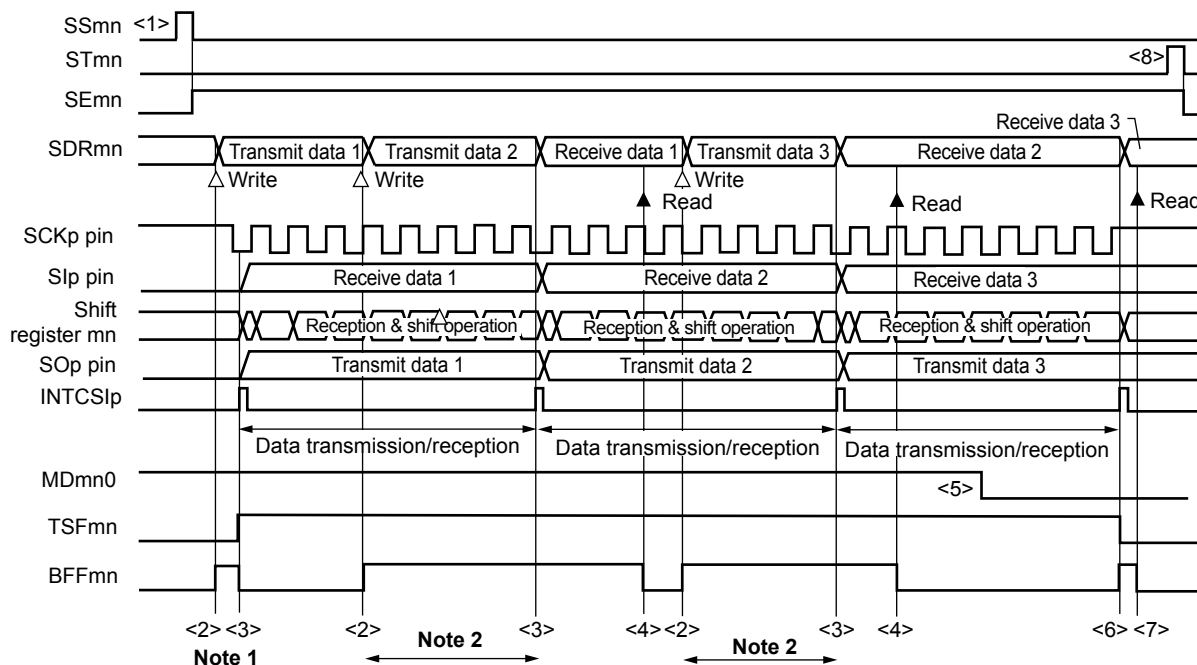 SSmn <1>
STmn <8>
SEmn
Receive data 3
SDRmn Transmit data 1 Transmit data 2 Receive data 1 Transmit data 3 Receive data 2
Write Write Write
Read Read Read
SCKp pin
SIp pin Receive data 1 Receive data 2 Receive data 3
Shift
register mn Reception & shift operation Reception & shift operation Reception & shift operation
SOp pin Transmit data 1 Transmit data 2 Transmit data 3
INTCSIp
Data transmission/reception Data transmission/reception Data transmission/reception
MDmn0 <5>
TSFmn
BFFmn
<2> <3> <2> <3> <4> <2> <3> <4> <6> <7>
Note 1 Note 2 Note 2